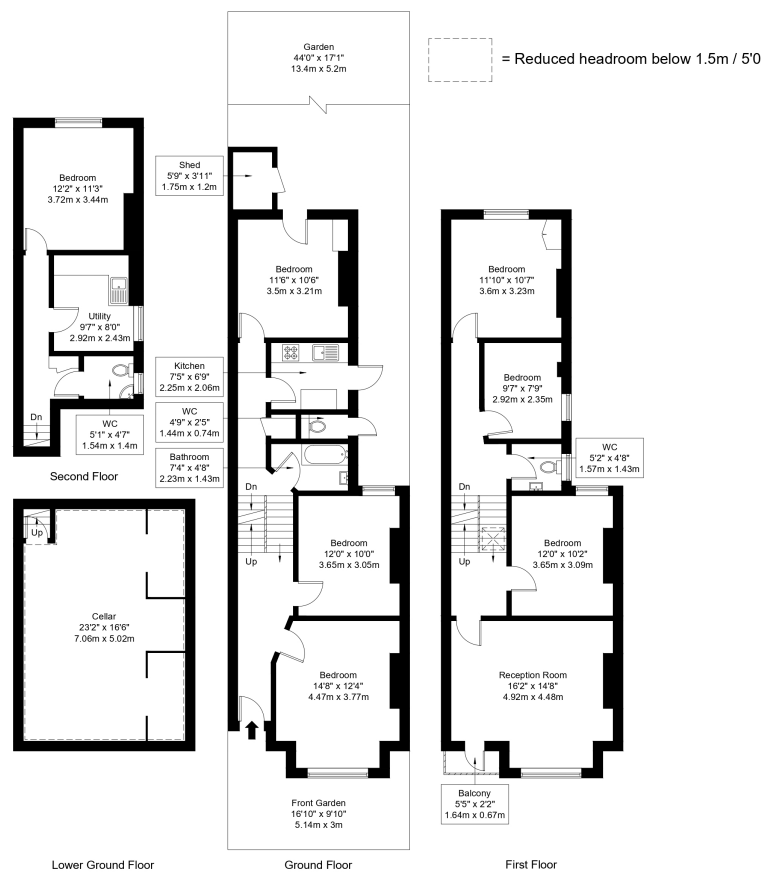 Garden
44'0" x 17'1"
13.4m x 5.2m
= Reduced headroom below 1.5m / 5'0
Bedroom
12'2" x 11'3"
3.72m x 3.44m
Utility
9'7" x 8'0"
2.92m x 2.43m
Dn
WC
5'1" x 4'7"
1.54m x 1.4m
Second Floor
Up
Cellar
23'2" x 16'6"
7.06m x 5.02m
Lower Ground Floor
Shed
5'9" x 3'11"
1.75m x 1.2m
Bedroom
11'6" x 10'6"
3.5m x 3.21m
Kitchen
7'5" x 6'9"
2.25m x 2.06m
WC
4'9" x 2'5"
1.44m x 0.74m
Bathroom
7'4" x 4'8"
2.23m x 1.43m
Dn
Up
Bedroom
12'0" x 10'0"
3.65m x 3.05m
Bedroom
14'8" x 12'4"
4.47m x 3.77m
Front Garden
16'10" x 9'10"
5.14m x 3m
Ground Floor
Bedroom
11'10" x 10'7"
3.6m x 3.23m
Bedroom
9'7" x 7'9"
2.92m x 2.35m
WC
5'2" x 4'8"
1.57m x 1.43m
Dn
Up
Bedroom
12'0" x 10'2"
3.65m x 3.09m
Reception Room
16'2" x 14'8"
4.92m x 4.48m
Balcony
5'5" x 2'2"
1.64m x 0.67m
First Floor